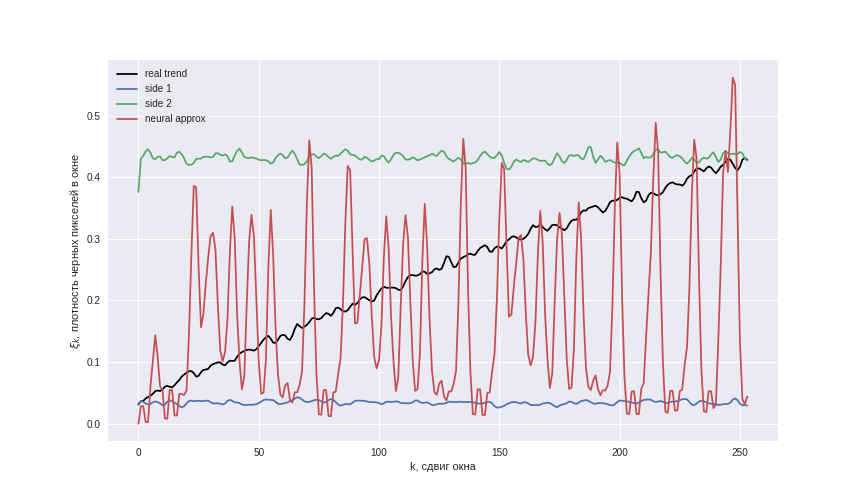 real trend
side 1
side 2
neural approx
0.5
0.4
0.3
0.2
0.1
0.0
ξk, плотность черных пикселей в окне
0 50 100 150 200 250
k, сдвиг окна